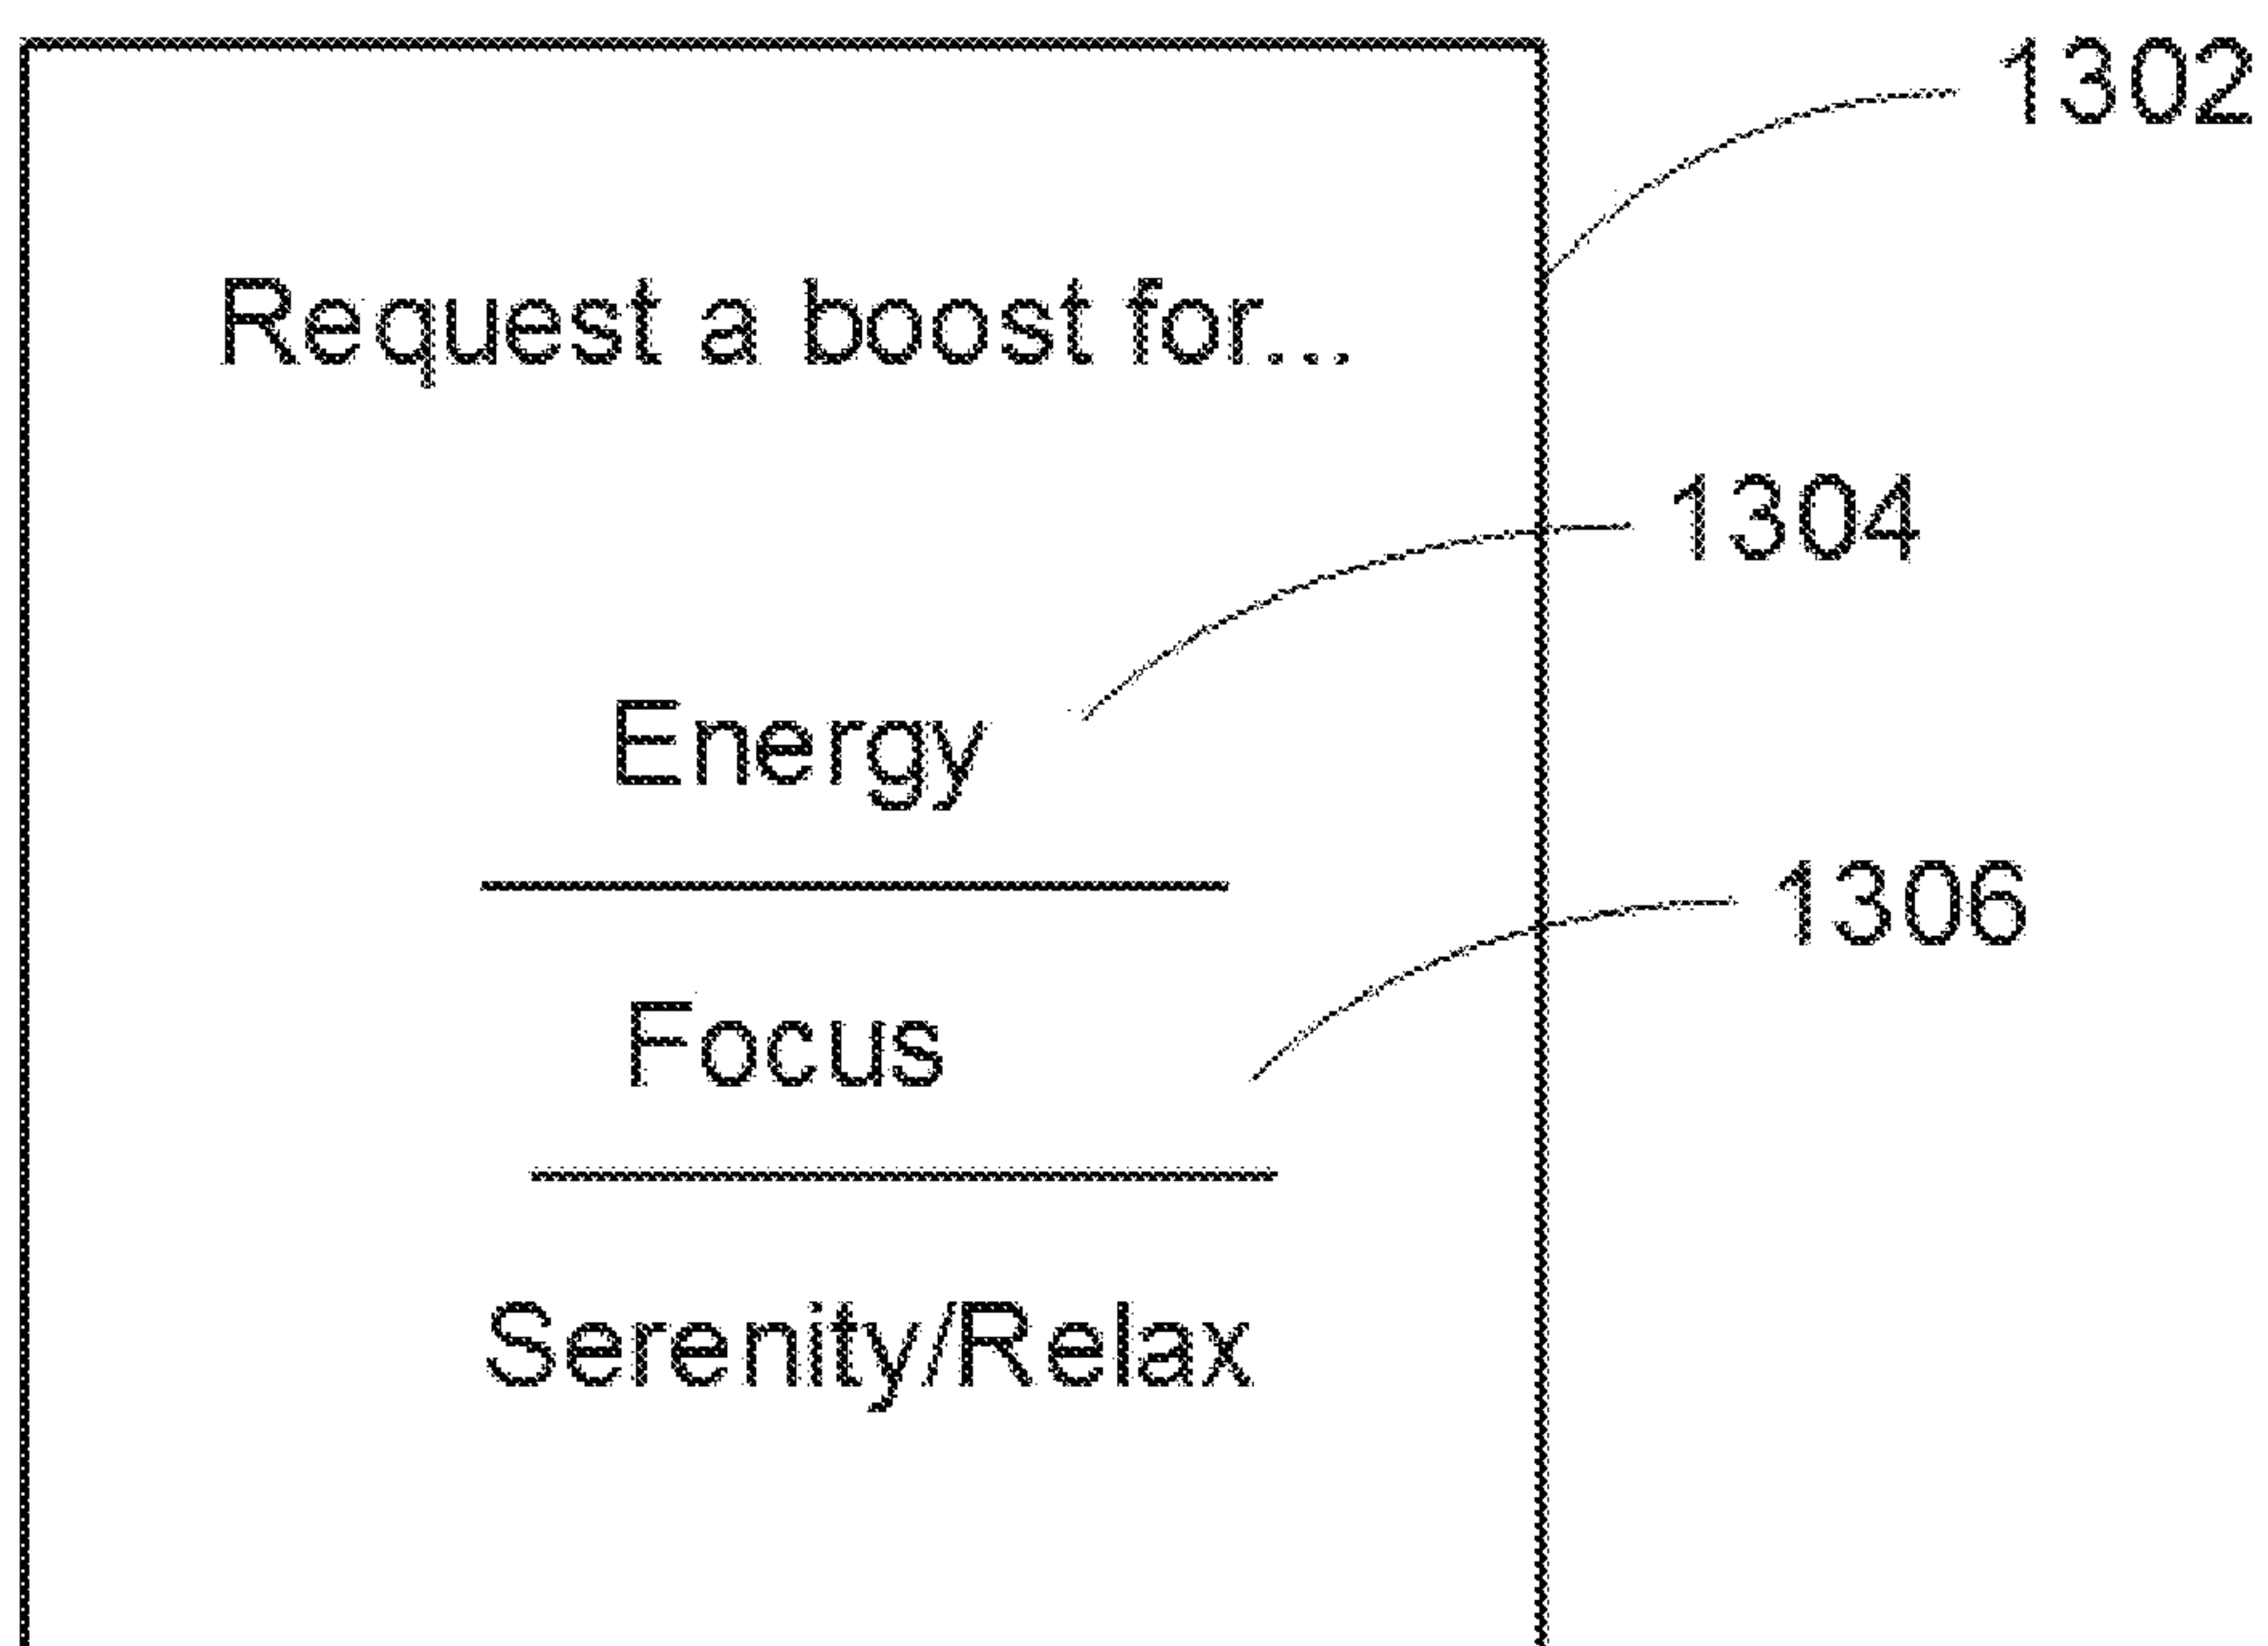 1302
Request a boost for...
1304
Energy
1306
Focus
Serenity/Relax